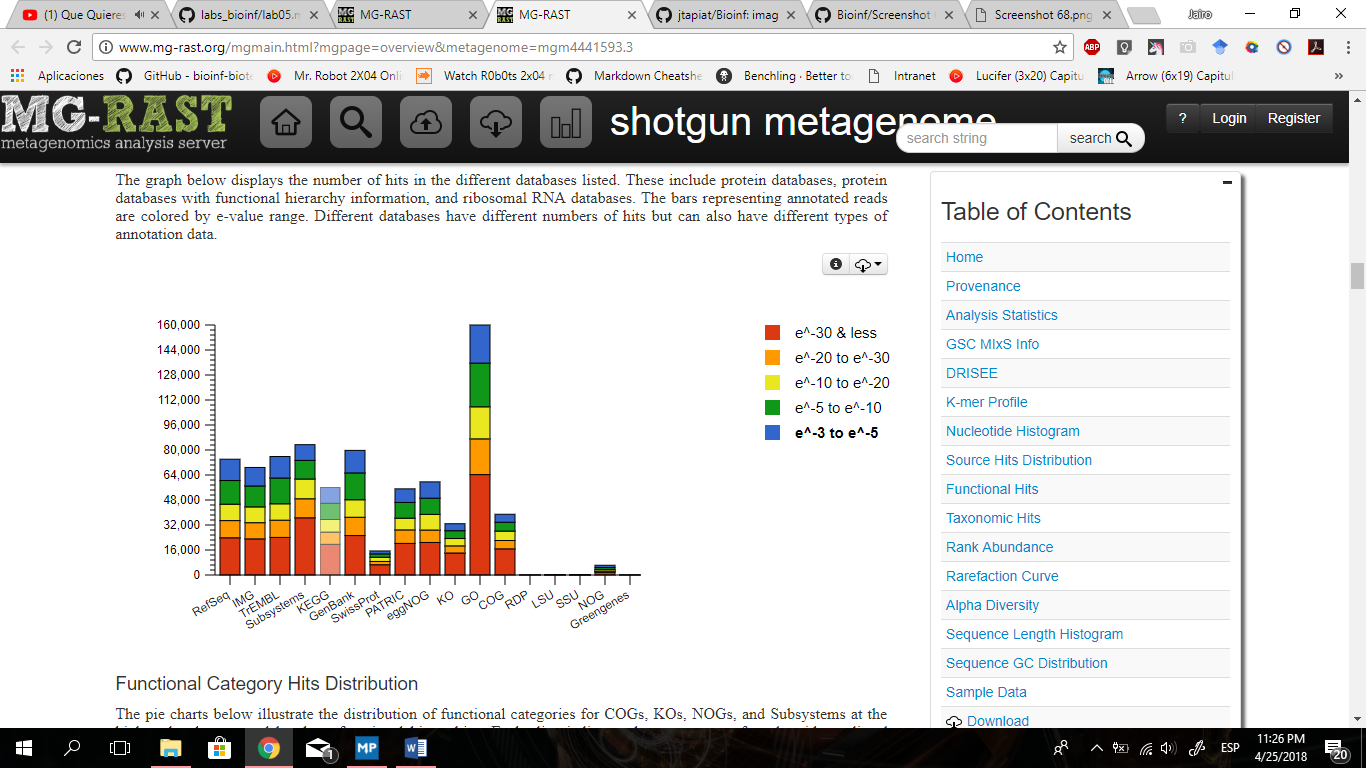 (1) Que Quieres
labs_bioinf/lab05.m
MG-RAST
MG-RAST
jtapiat/Bioinf: imag
Bioinf/Screenshot
Screenshot 68.png
Jairo
www.mg-rast.org/mgmain.html?mgpage=overview&metagenome=mgm4441593.3
ABP
Aplicaciones
GitHub - bioinf-biote
Mr. Robot 2X04 Onli
Watch R0b0ts 2x04 n
Markdown Cheatshe
Benchling · Better to
Intranet
Lucifer (3x20) Capitu
Arrow (6x19) Capitul
»
MG-RAST
metagenomics analysis server
shotgun metagenome
search string
search
?
Login
Register
The graph below displays the number of hits in the different databases listed. These include protein databases, protein
databases with functional hierarchy information, and ribosomal RNA databases. The bars representing annotated reads
are colored by e-value range. Different databases have different numbers of hits but can also have different types of
annotation data.
160,000
144,000
128,000
112,000
96,000
80,000
64,000
48,000
32,000
16,000
0
RefSeq
IMG
TrEMBL
Subsystems
KEGG
GenBank
SwissProt
PATRIC
eggNOG
KO
GO
COG
RDP
LSU
SSU
NOG
Greengenes
e^-30 & less
e^-20 to e^-30
e^-10 to e^-20
e^-5 to e^-10
e^-3 to e^-5
Functional Category Hits Distribution
The pie charts below illustrate the distribution of functional categories for COGs, KOs, NOGs, and Subsystems at the
Table of Contents
Home
Provenance
Analysis Statistics
GSC MIxS Info
DRISEE
K-mer Profile
Nucleotide Histogram
Source Hits Distribution
Functional Hits
Taxonomic Hits
Rank Abundance
Rarefaction Curve
Alpha Diversity
Sequence Length Histogram
Sequence GC Distribution
Sample Data
Download
1
MP
ESP
11:26 PM
4/25/2018
20